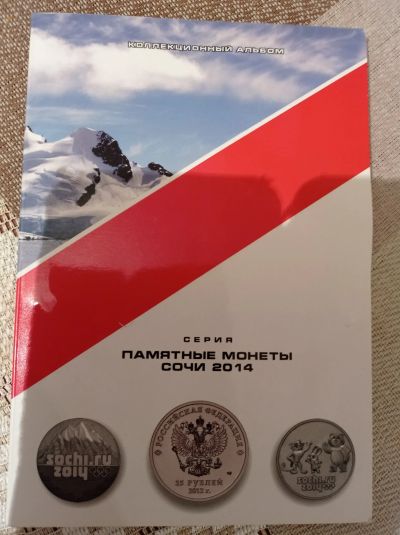 КОЛЛЕКЦИОННЫЙ АЛЬБОМ
СЕРИЯ
ПАМЯТНЫЕ МОНЕТЫ
СОЧИ 2014
sochi.ru
2014
РОССИЙСКАЯ ФЕДЕРАЦИЯ
25 РУБЛЕЙ
2012 г.
sochi.ru
2014